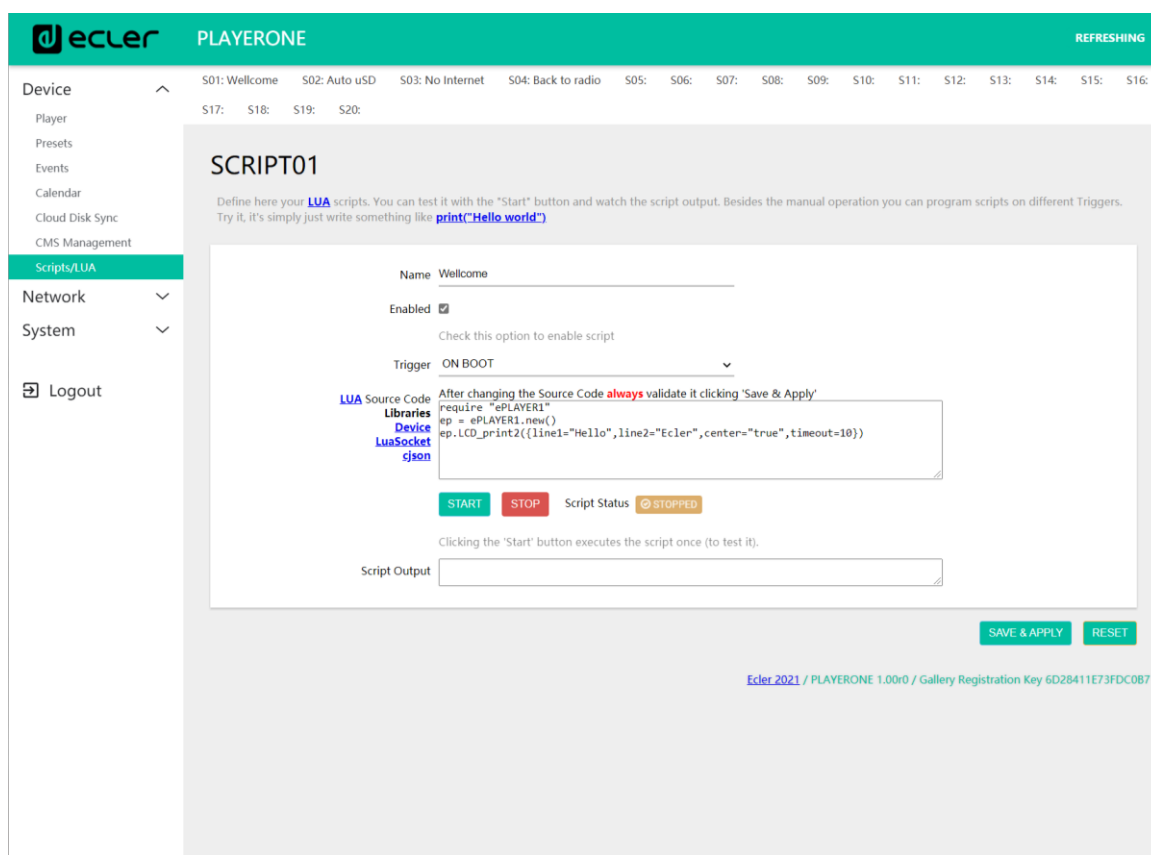 ecler
PLAYERONE
REFRESHING
Device
Player
Presets
Events
Calendar
Cloud Disk Sync
CMS Management
Scripts/LUA
Network
System
Logout
S01: Wellcome S02: Auto uSD S03: No Internet S04: Back to radio S05: S06: S07: S08: S09: S10: S11: S12: S13: S14: S15: S16:
S17: S18: S19: S20:
SCRIPT01
Define here your LUA scripts. You can test it with the "Start" button and watch the script output. Besides the manual operation you can program scripts on different Triggers.
Try it, it's simply just write something like print("Hello world")
Name Wellcome
Enabled
Check this option to enable script
Trigger ON BOOT
LUA Source Code
Libraries
Device
LuaSocket
cjson
After changing the Source Code always validate it clicking 'Save & Apply'
require "ePLAYER1"
ep = ePLAYER1.new()
ep.LCD_print2({line1="Hello",line2="Ecler",center="true",timeout=10})
START STOP Script Status STOPPED
Clicking the 'Start' button executes the script once (to test it).
Script Output
SAVE & APPLY RESET
Ecler 2021 / PLAYERONE 1.00r0 / Gallery Registration Key 6D28411E73FDC0B7